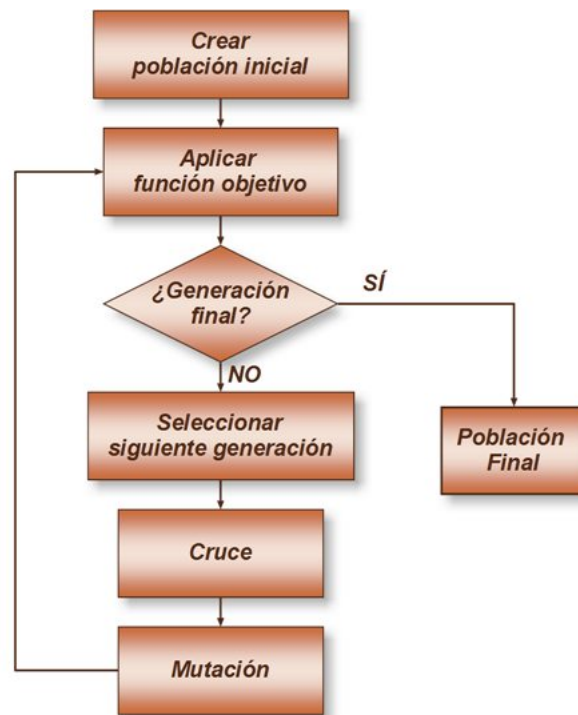 Crear
población inicial
Aplicar
función objetivo
¿Generación
final?
SÍ
NO
Seleccionar
siguiente generación
Población
Final
Cruce
Mutación